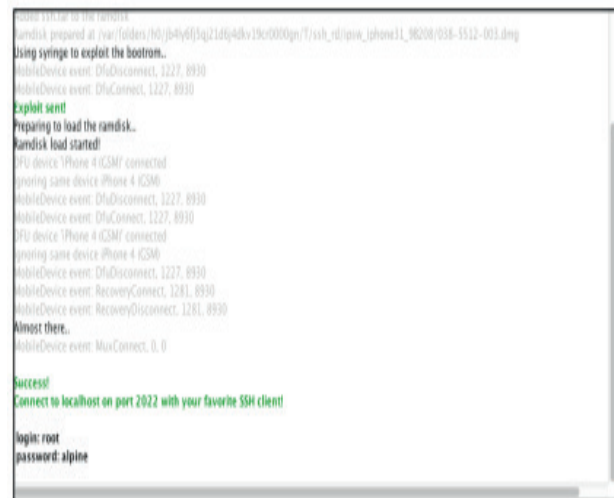 Added ssh.tar to the ramdisk
Ramdisk prepared at
Using syringe to exploit the bootrom..
MobileDevice event: DfuDisconnect, 1227, 8930
MobileDevice event: DfuConnect, 1227, 8930
Exploit sent!
Preparing to load the ramdisk..
Ramdisk load started!
DFU device 'iPhone 4 (GSM)' connected
Ignoring same device iPhone 4 (GSM)
MobileDevice event: DfuDisconnect, 1227, 8930
MobileDevice event: DfuConnect, 1227, 8930
DFU device 'iPhone 4 (GSM)' connected
Ignoring same device iPhone 4 (GSM)
MobileDevice event: DfuDisconnect, 1227, 8930
MobileDevice event: RecoveryConnect, 1281, 8930
MobileDevice event: RecoveryDisconnect, 1281, 8930
Almost there..
MobileDevice event: MuxConnect, 0, 0
Success!
Connect to localhost on port 2022 with your favorite SSH client!
login: root
password: alpine